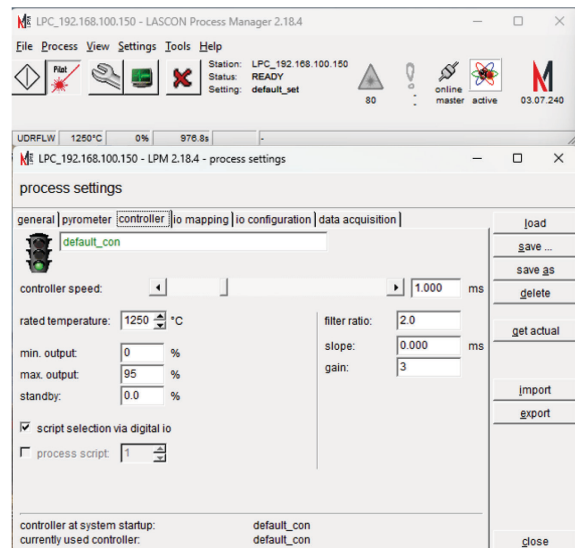 LPC_192.168.100.150 - LASCON Process Manager 2.18.4
File Process View Settings Tools Help
Pilot
Station: LPC_192.168.100.150
Status: READY
Setting: default_set
80
online
master
active
03.07.240
UDRFLW 1250°C 0% 976.8s -
LPC_192.168.100.150 - LPM 2.18.4 - process settings
process settings
general pyrometer controller io mapping io configuration data acquisition
default_con
controller speed: 1.000 ms
rated temperature: 1250 °C
min. output: 0 %
max. output: 95 %
standby: 0.0 %
filter ratio: 2.0
slope: 0.000 ms
gain: 3
script selection via digital io
process script: 1
controller at system startup: default_con
currently used controller: default_con
load
save ...
save as
delete
get actual
import
export
close